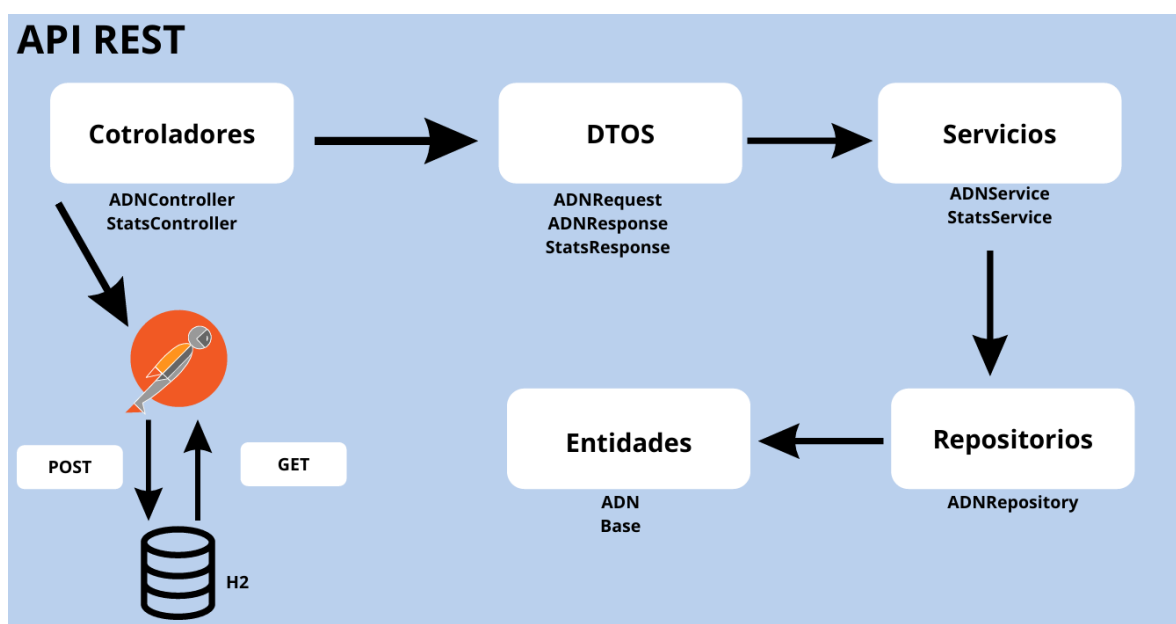 API REST
Cotroladores
ADNController
StatsController
DTOS
ADNRequest
ADNResponse
StatsResponse
Servicios
ADNService
StatsService
POST
GET
H2
Entidades
ADN
Base
Repositorios
ADNRepository